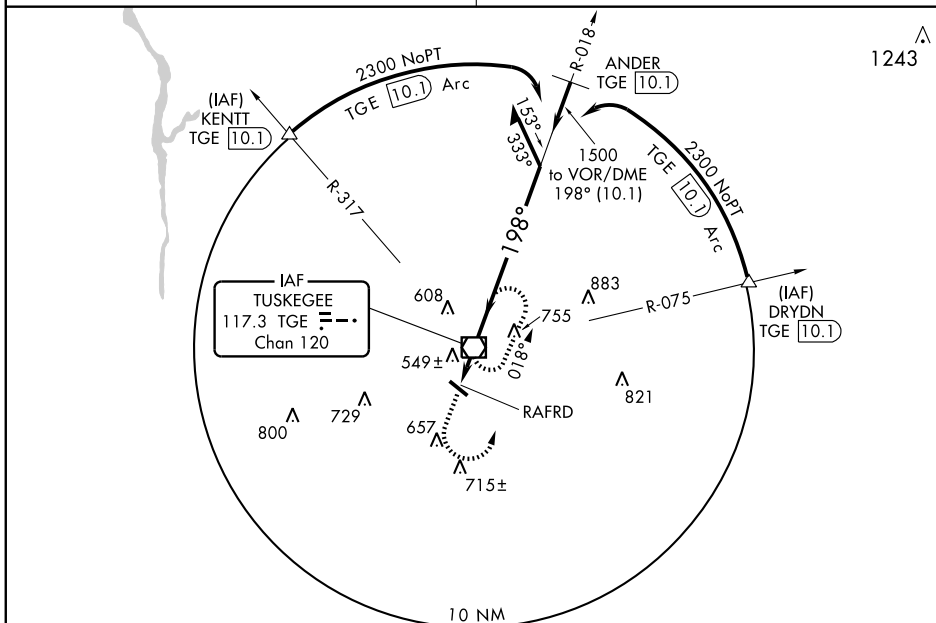 1243
R-018
ANDER
TGE 10.1
2300 NoPT
TGE 10.1 Arc
(IAF)
KENTT
TGE 10.1
153°
333°
1500
to VOR/DME
198° (10.1)
2300 NoPT
TGE 10.1 Arc
R-317
198°
IAF
TUSKEGEE
117.3 TGE
Chan 120
608
883
755
R-075
(IAF)
DRYDN
TGE 10.1
549±
018°
821
RAFRD
729
800
657
715±
10 NM